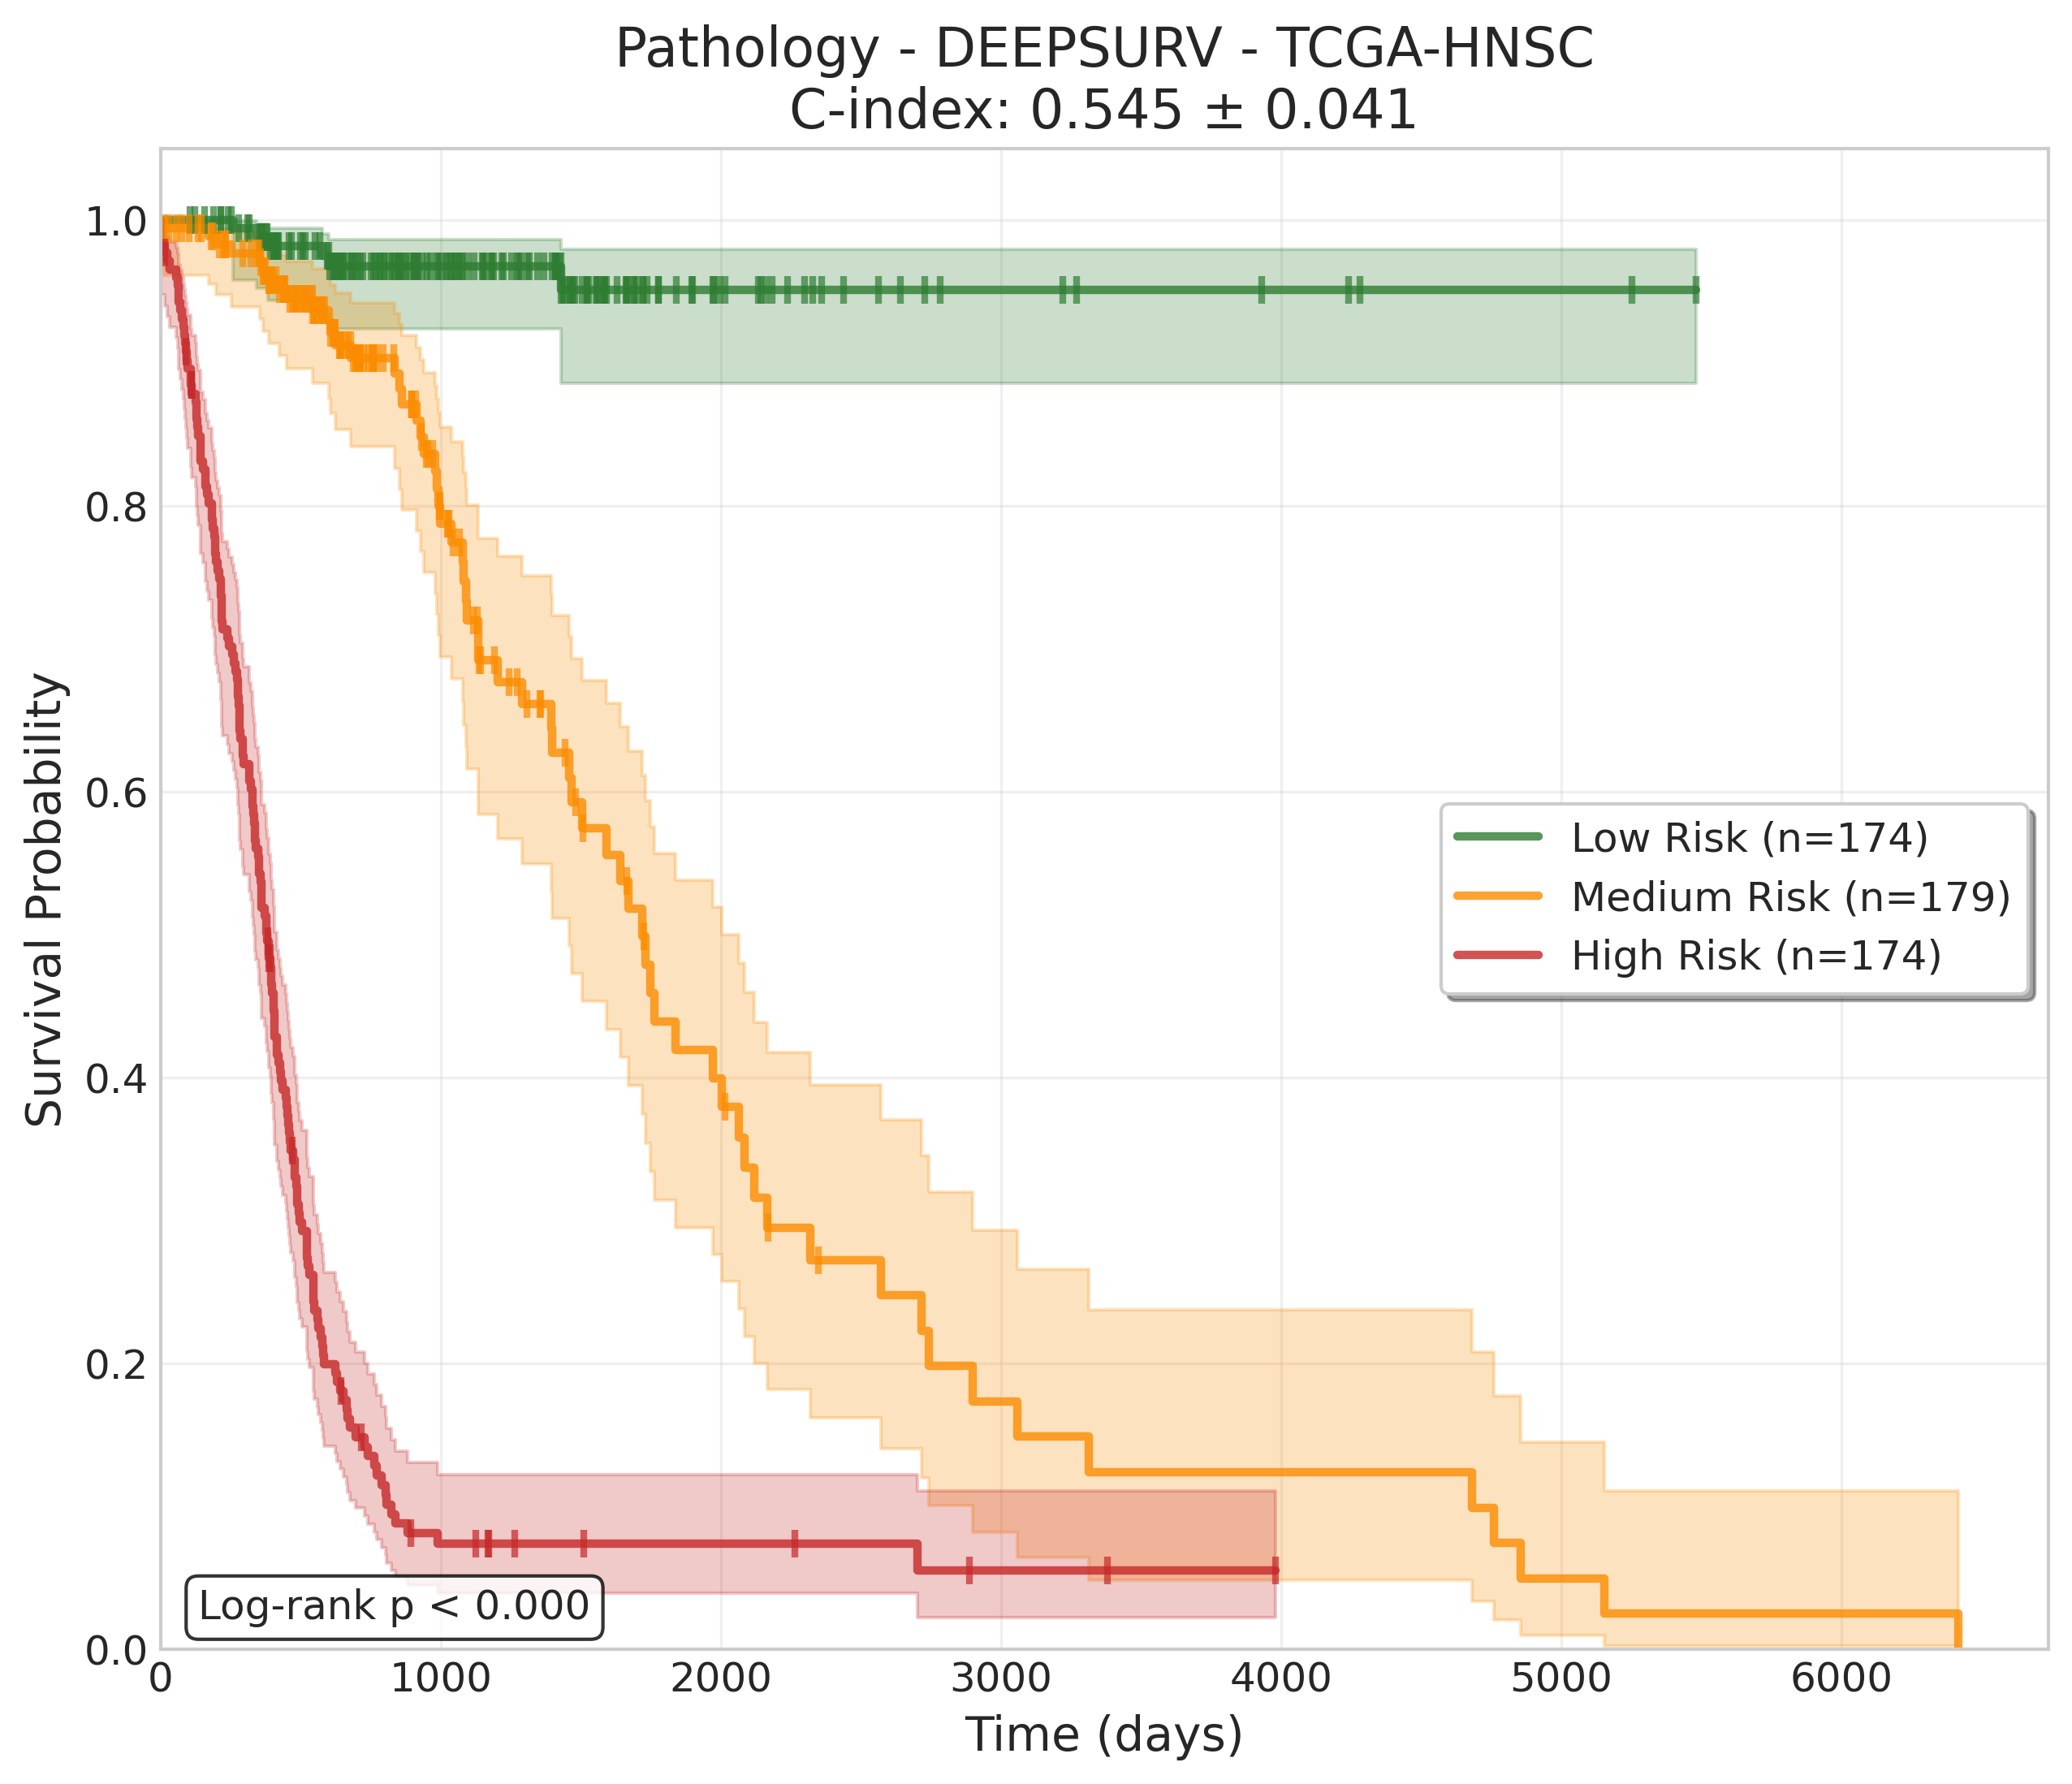 Pathology - DEEPSURV - TCGA-HNSC
C-index: 0.545 ± 0.041
Survival Probability
1.0
0.8
0.6
0.4
0.2
0.0
Low Risk (n=174)
Medium Risk (n=179)
High Risk (n=174)
Log-rank p < 0.000
0 1000 2000 3000 4000 5000 6000
Time (days)